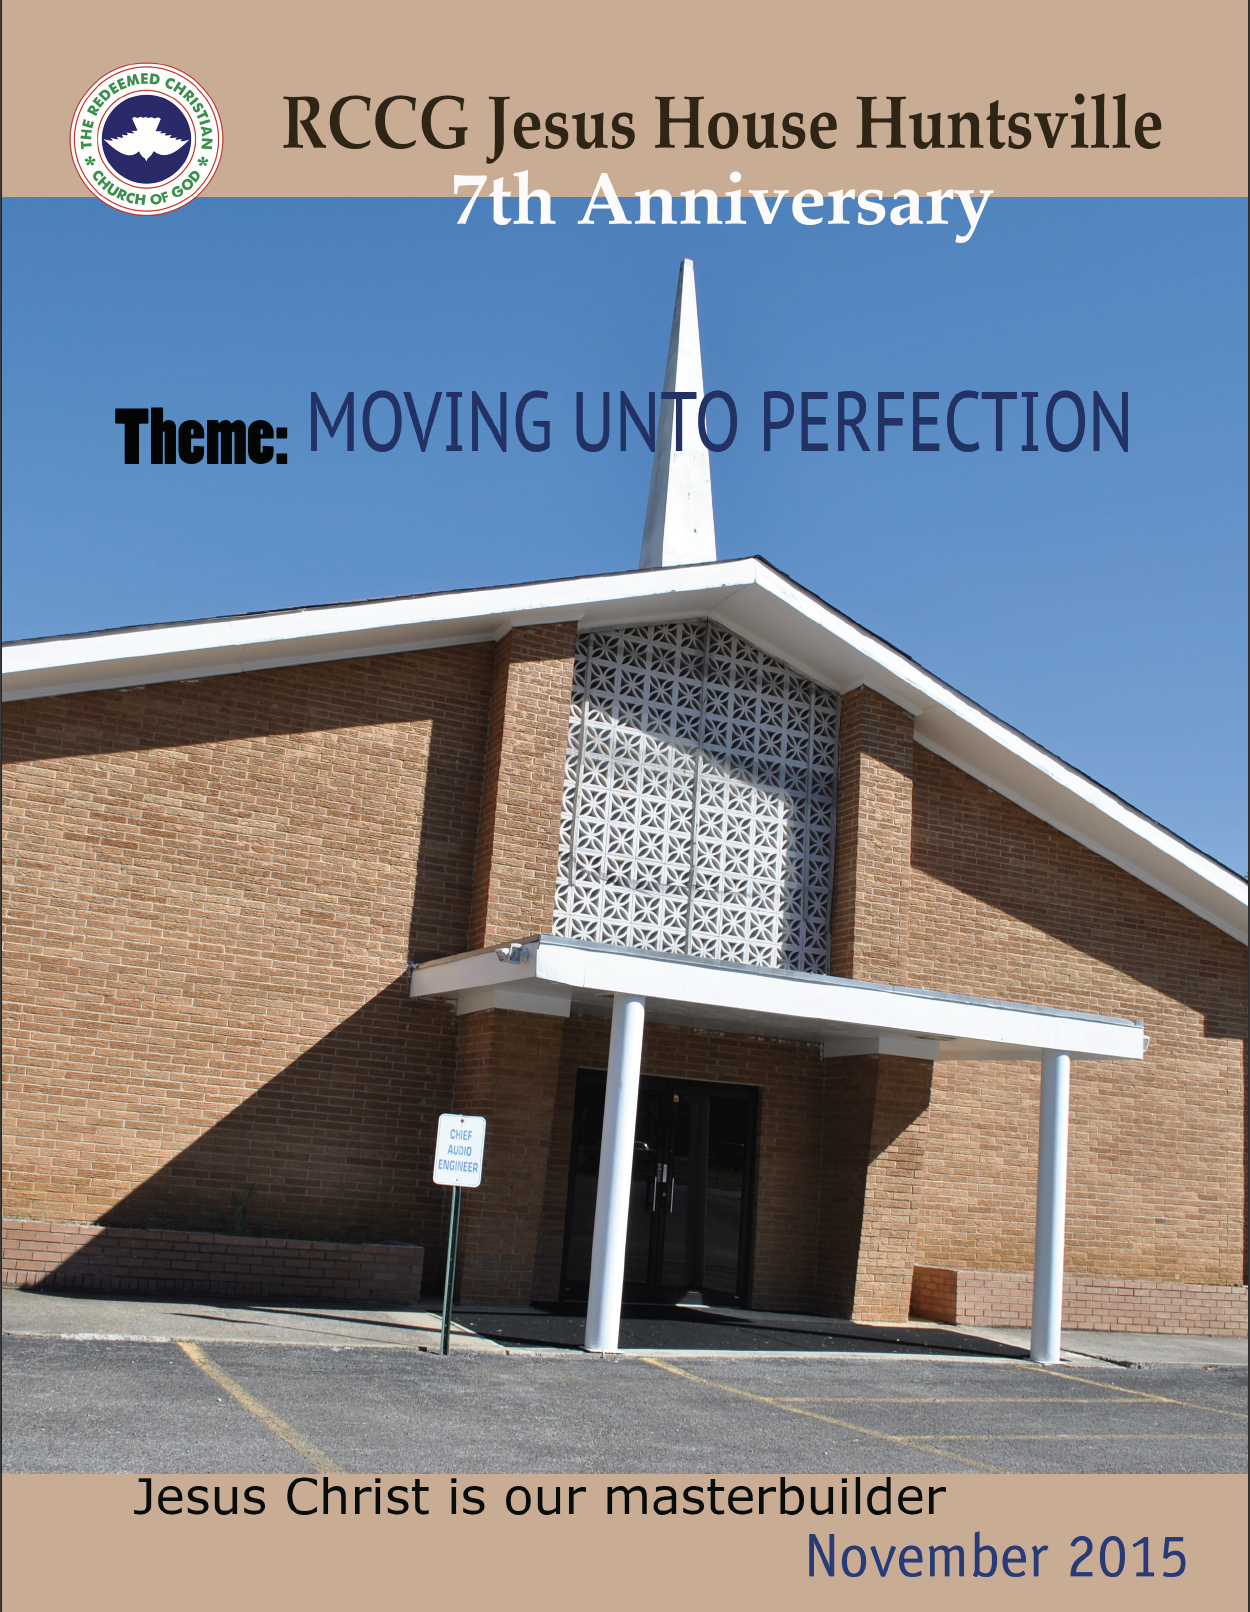 THE REDEEMED CHRISTIAN
* CHURCH OF GOD *
RCCG Jesus House Huntsville
7th Anniversary
Theme: MOVING UNTO PERFECTION
CHIEF
AUDIO
ENGINEER
Jesus Christ is our masterbuilder
November 2015